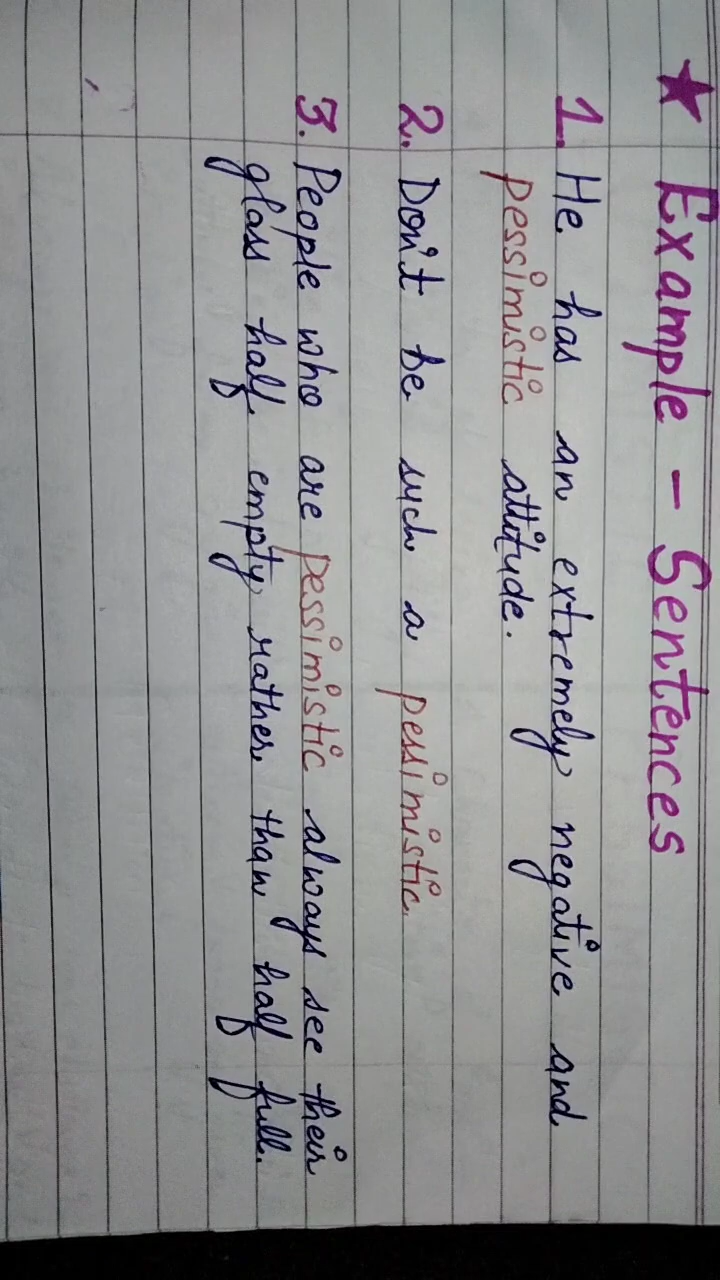 ★ Example - Sentences
1. He has an extremely negative and
pessimistic attitude.
2. Don't be such a pessimistic.
3. People who are pessimistic always see their
glass half empty rather than half full.